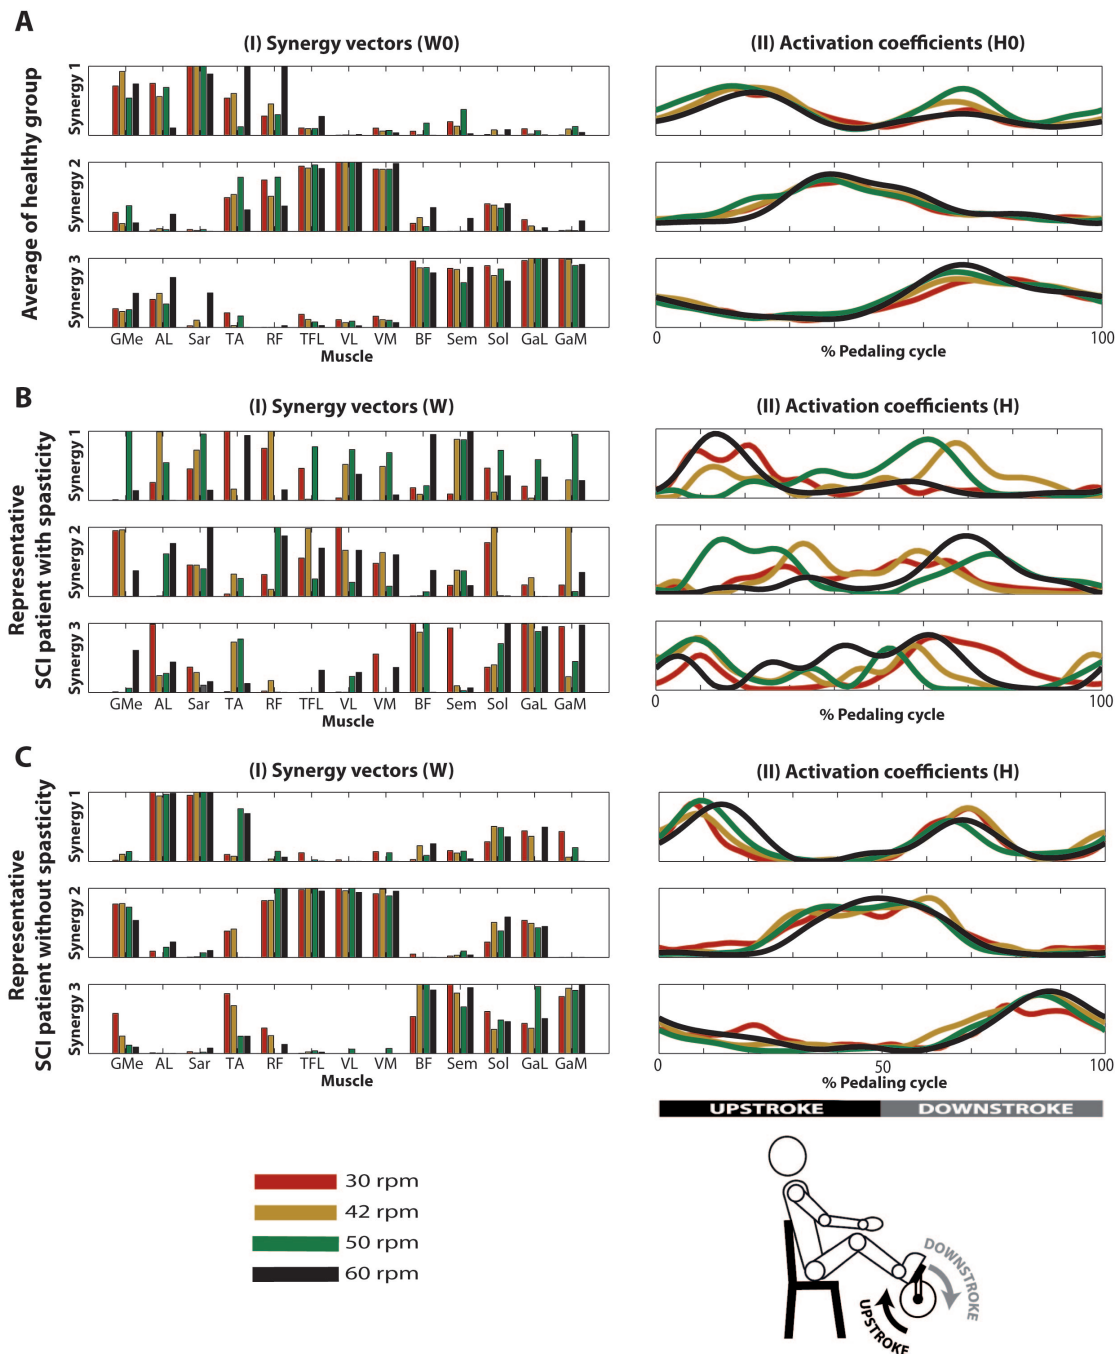 A
(I) Synergy vectors (W0)
(II) Activation coefficients (H0)
Average of healthy group
Synergy 1
Synergy 2
Synergy 3
GMe AL Sar TA RF TFL VL VM BF Sem Sol GaL GaM
Muscle
0 100
% Pedaling cycle
B
(I) Synergy vectors (W)
(II) Activation coefficients (H)
Representative
SCI patient with spasticity
Synergy 1
Synergy 2
Synergy 3
GMe AL Sar TA RF TFL VL VM BF Sem Sol GaL GaM
Muscle
0 100
% Pedaling cycle
C
(I) Synergy vectors (W)
(II) Activation coefficients (H)
Representative
SCI patient without spasticity
Synergy 1
Synergy 2
Synergy 3
GMe AL Sar TA RF TFL VL VM BF Sem Sol GaL GaM
Muscle
0 50 100
% Pedaling cycle
UPSTROKE DOWNSTROKE
30 rpm
42 rpm
50 rpm
60 rpm
DOWNSTROKE
UPSTROKE